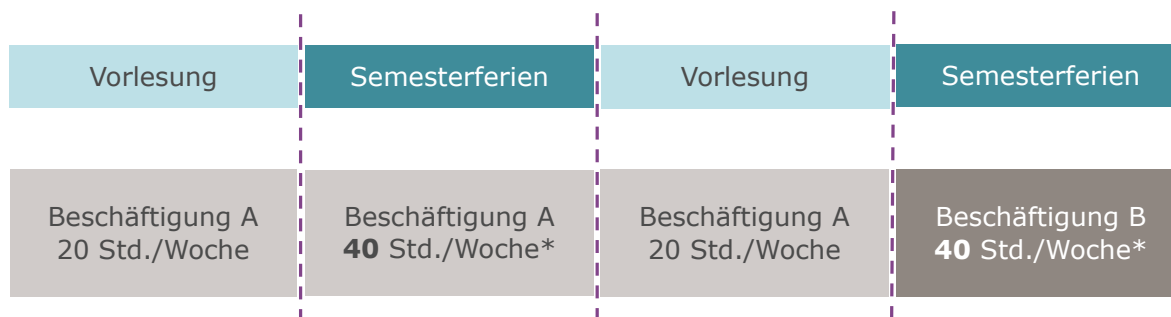 Vorlesung
Semesterferien
Vorlesung
Semesterferien
Beschäftigung A
20 Std./Woche
Beschäftigung A
40 Std./Woche*
Beschäftigung A
20 Std./Woche
Beschäftigung B
40 Std./Woche*